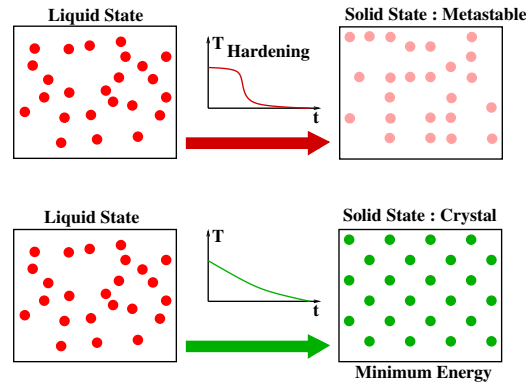 Liquid State
T
Hardening
t
Solid State : Metastable
Liquid State
T
t
Solid State : Crystal
Minimum Energy